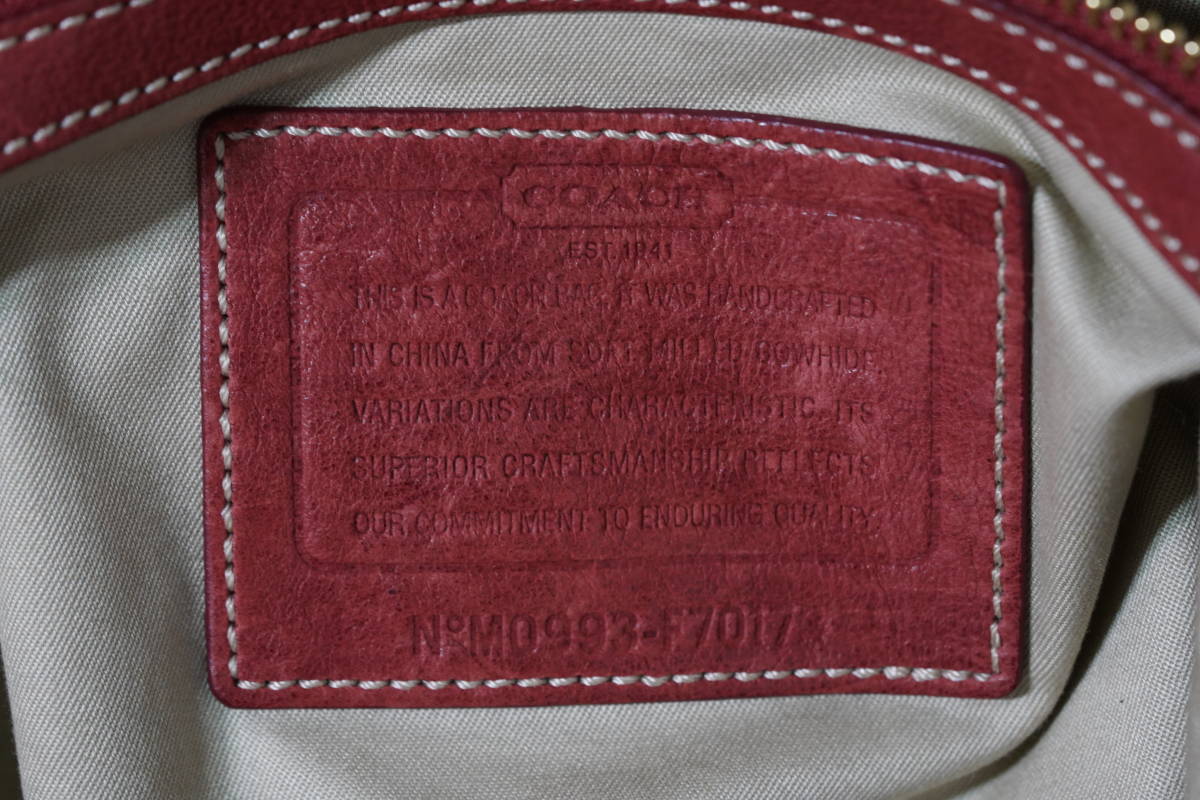 COACH
EST. 1941
THIS IS A COACH BAG. IT WAS HANDCRAFTED
IN CHINA FROM SOFT MILLED COWHIDE.
VARIATIONS ARE CHARACTERISTIC. ITS
SUPERIOR CRAFTSMANSHIP REFLECTS
OUR COMMITMENT TO ENDURING QUALITY.
Nº